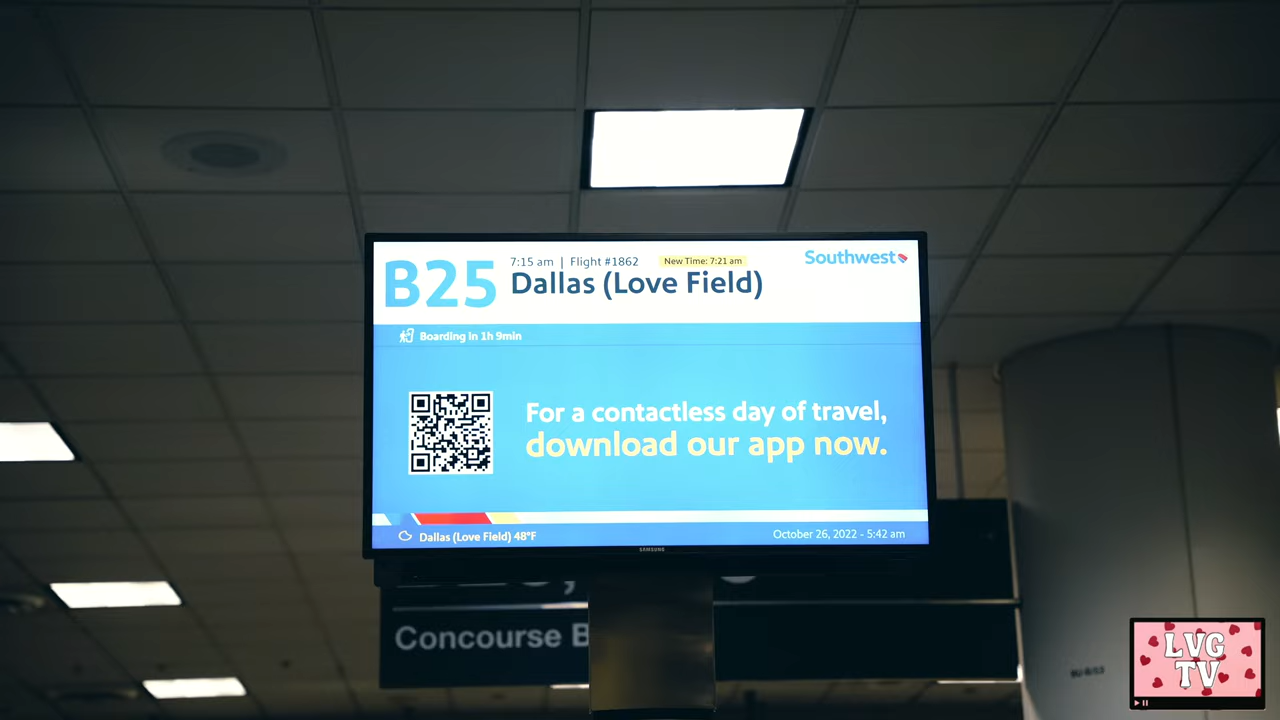 B25
7:15 am | Flight #1862
New Time: 7:21 am
Dallas (Love Field)
Southwest
Boarding in 1h 9min
For a contactless day of travel,
download our app now.
Dallas (Love Field) 48°F
October 26, 2022 - 5:42 am
SAMSUNG
Concourse B
LVG
TV